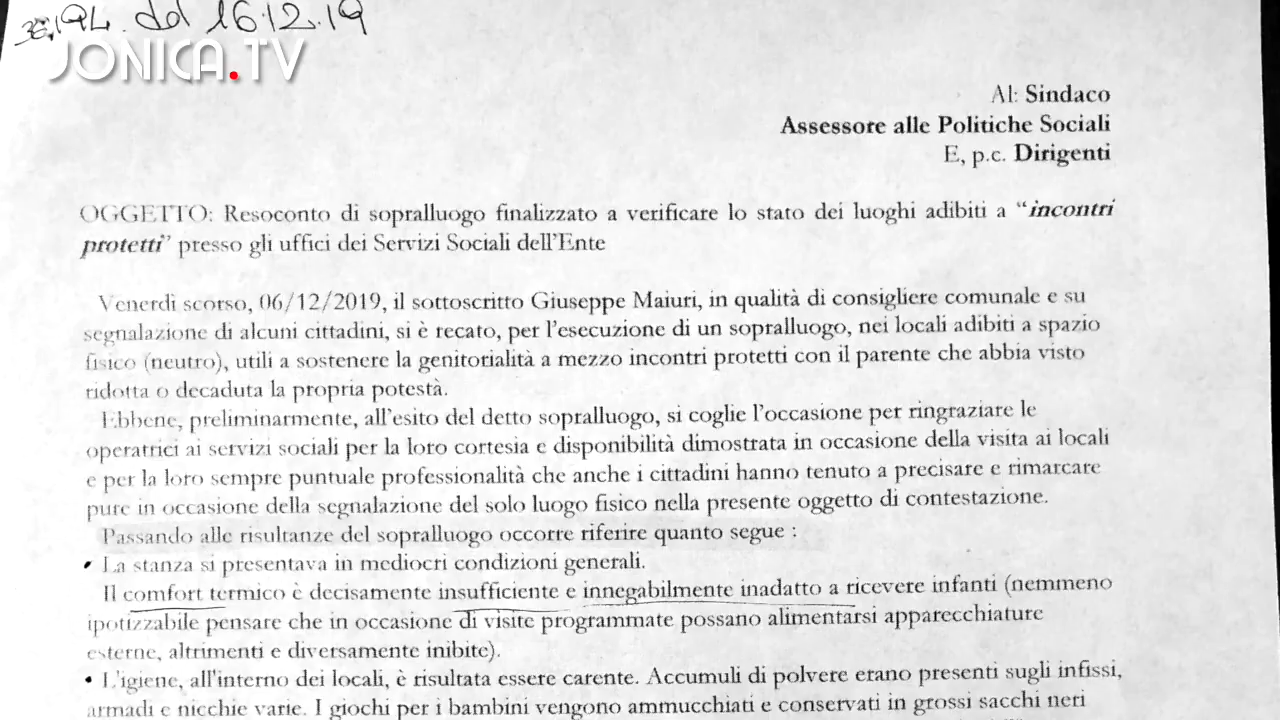 36,194 del 16.12.19
JONICA.TV
Al: Sindaco
Assessore alle Politiche Sociali
E, p.c. Dirigenti
OGGETTO: Resoconto di sopralluogo finalizzato a verificare lo stato dei luoghi adibiti a “incontri
protetti” presso gli uffici dei Servizi Sociali dell’Ente
Venerdì scorso, 06/12/2019, il sottoscritto Giuseppe Maiuri, in qualità di consigliere comunale e su
segnalazione di alcuni cittadini, si è recato, per l’esecuzione di un sopralluogo, nei locali adibiti a spazio
fisico (neutro), utili a sostenere la genitorialità a mezzo incontri protetti con il parente che abbia visto
ridotta o decaduta la propria potestà.
Ebbene, preliminarmente, all’esito del detto sopralluogo, si coglie l’occasione per ringraziare le
operatrici ai servizi sociali per la loro cortesia e disponibilità dimostrata in occasione della visita ai locali
e per la loro sempre puntuale professionalità che anche i cittadini hanno tenuto a precisare e rimarcare
pure in occasione della segnalazione del solo luogo fisico nella presente oggetto di contestazione.
Passando alle risultanze del sopralluogo occorre riferire quanto segue :
• La stanza si presentava in mediocri condizioni generali.
Il comfort termico è decisamente insufficiente e innegabilmente inadatto a ricevere infanti (nemmeno
ipotizzabile pensare che in occasione di visite programmate possano alimentarsi apparecchiature
esterne, altrimenti e diversamente inibite).
• L'igiene, all'interno dei locali, è risultata essere carente. Accumuli di polvere erano presenti sugli infissi,
armadi e nicchie varie. I giochi per i bambini vengono ammucchiati e conservati in grossi sacchi neri